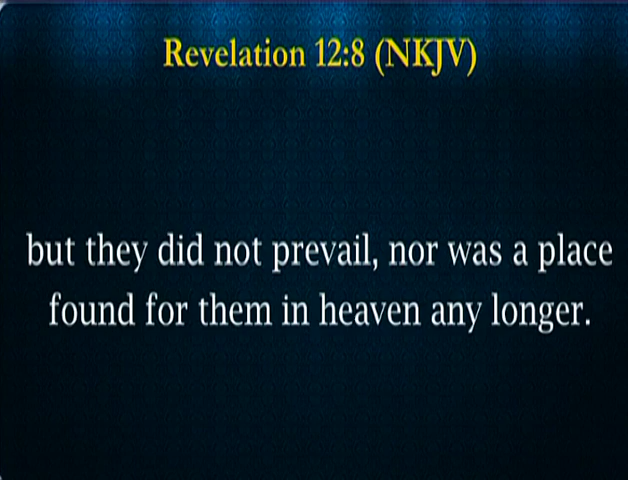 Revelation 12:8 (NKJV)
but they did not prevail, nor was a place
found for them in heaven any longer.